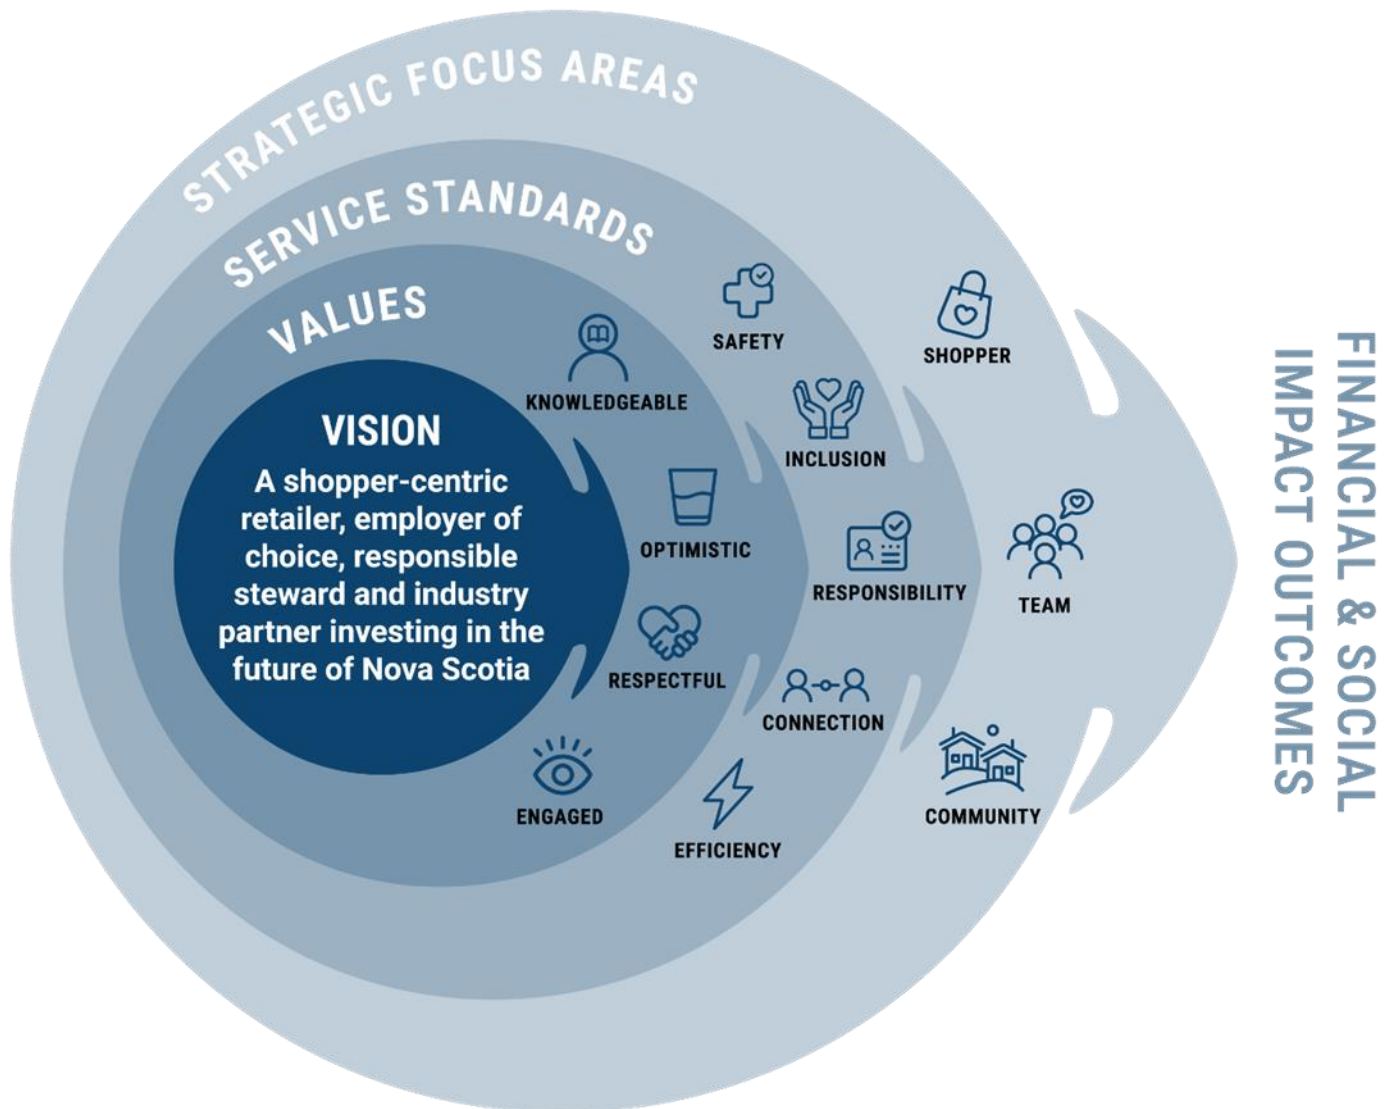 STRATEGIC FOCUS AREAS
SERVICE STANDARDS
VALUES
VISION
A shopper-centric
retailer, employer of
choice, responsible
steward and industry
partner investing in the
future of Nova Scotia
KNOWLEDGEABLE
OPTIMISTIC
RESPECTFUL
ENGAGED
SAFETY
INCLUSION
RESPONSIBILITY
CONNECTION
EFFICIENCY
SHOPPER
TEAM
COMMUNITY
FINANCIAL & SOCIAL
IMPACT OUTCOMES